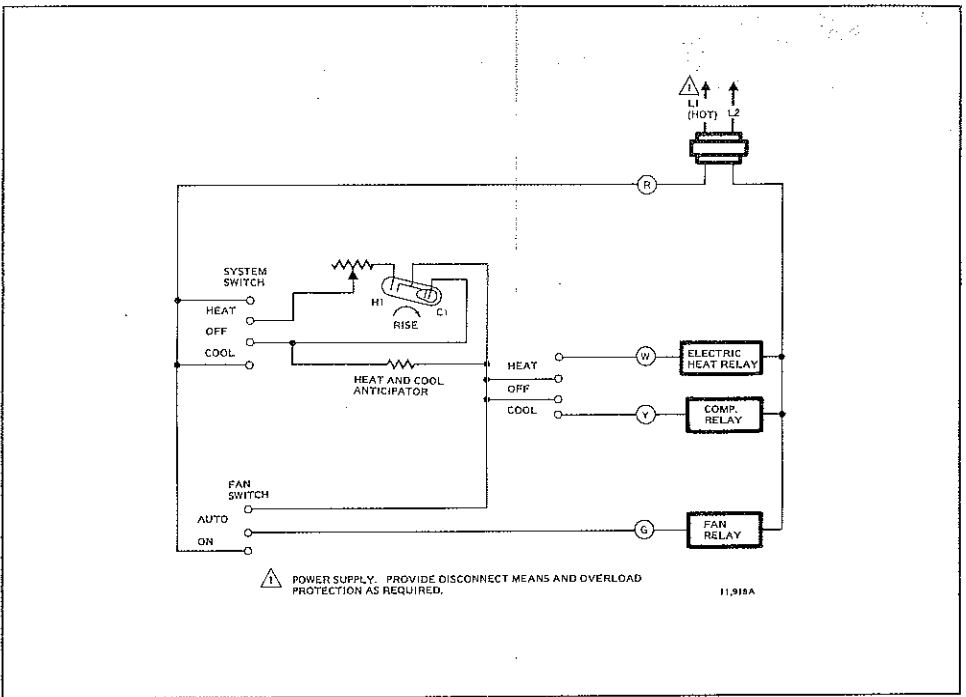 1
L1
(HOT)
L2
R
SYSTEM
SWITCH
HEAT
OFF
COOL
H1
C1
RISE
HEAT AND COOL
ANTICIPATOR
HEAT
OFF
COOL
W
ELECTRIC
HEAT RELAY
Y
COMP.
RELAY
FAN
SWITCH
AUTO
ON
G
FAN
RELAY
1 POWER SUPPLY. PROVIDE DISCONNECT MEANS AND OVERLOAD
PROTECTION AS REQUIRED.
11,918A